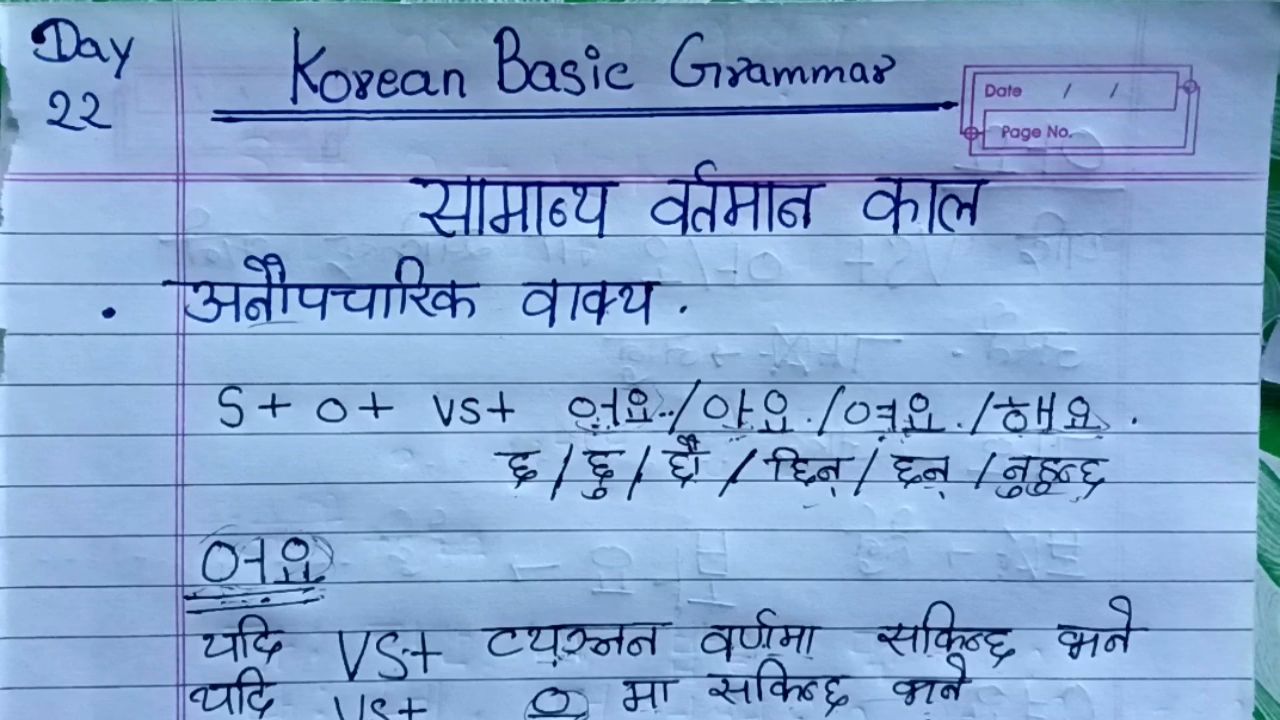 Day
22
Korean Basic Grammar
Date / /
Page No.
सामान्य वर्तमान काल
• अनौपचारिक वाक्य.
S + O + VS + 어요./아요./여요./해요.
छ / छु / छौं / छिन् / छन् / नुहुन्छ
어요
यदि VS+ व्यञ्जन वर्णमा सकिन्छ भने
यदि VS+ 으 मा सकिन्छ भने